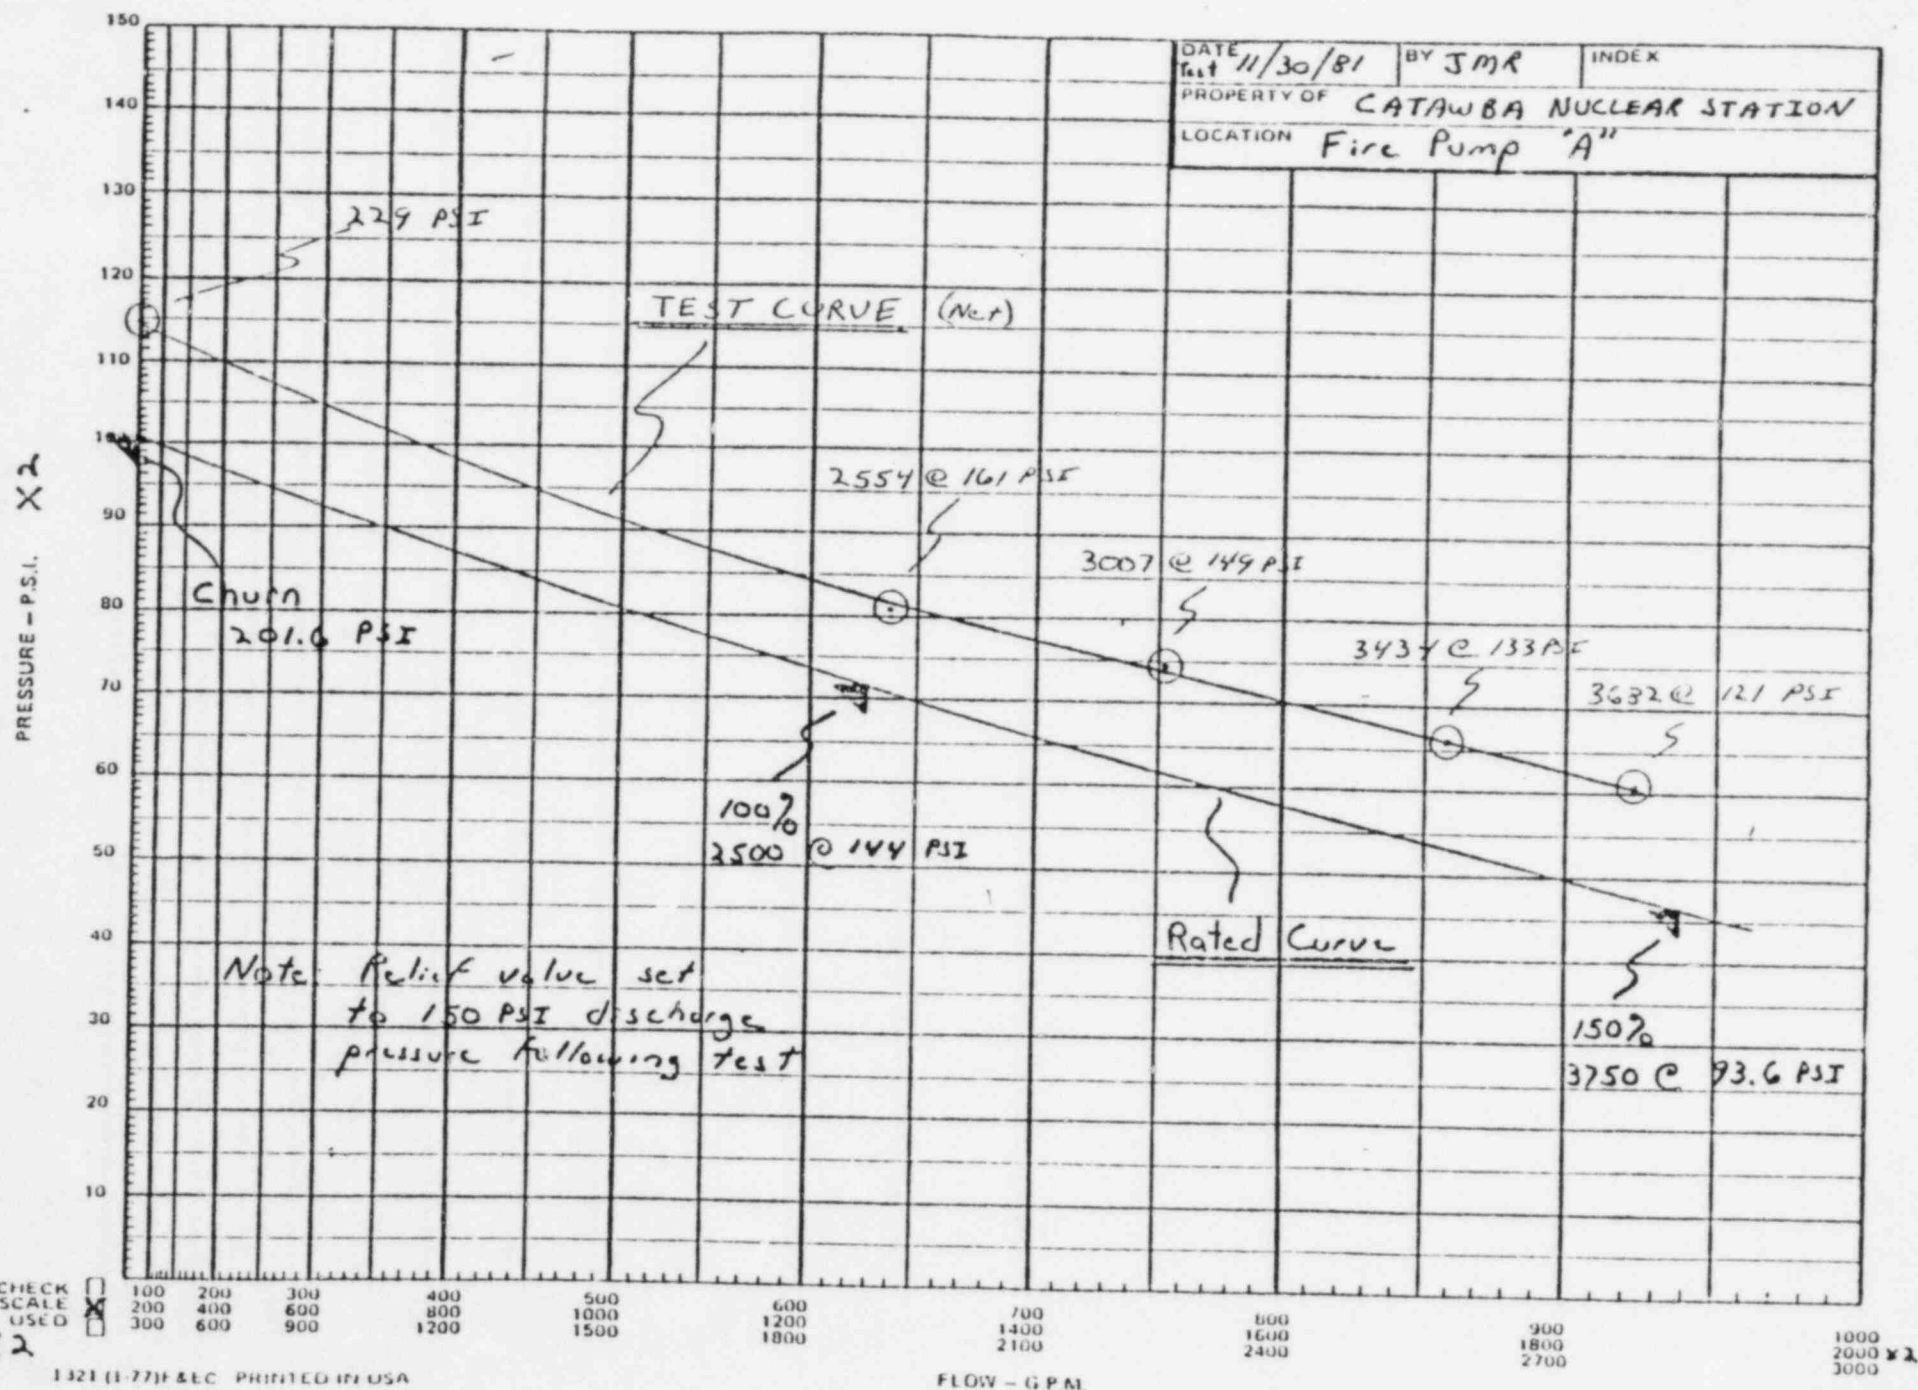 DATE Test 11/30/81 BY JMR INDEX
PROPERTY OF CATAWBA NUCLEAR STATION
LOCATION Fire Pump "A"
150
140
130
120
110
90
80
70
60
50
40
30
20
10
PRESSURE – P.S.I. X2
229 PSI
TEST CURVE (Net)
2554 @ 161 PSI
3007 @ 149 PSI
3434 @ 133 PSI
3632 @ 121 PSI
Churn
201.6 PSI
100%
2500 @ 144 PSI
Rated Curve
150%
3750 @ 93.6 PSI
Note: Relief value set
to 150 PSI discharge
pressure following test
CHECK 100 200 300 400 500 600 700 800 900 1000
SCALE X 200 400 600 800 1000 1200 1400 1600 1800 2000 x2
USED 300 600 900 1200 1500 1800 2100 2400 2700 3000
2
1321 (1-77) F&EC PRINTED IN USA
FLOW – G.P.M.